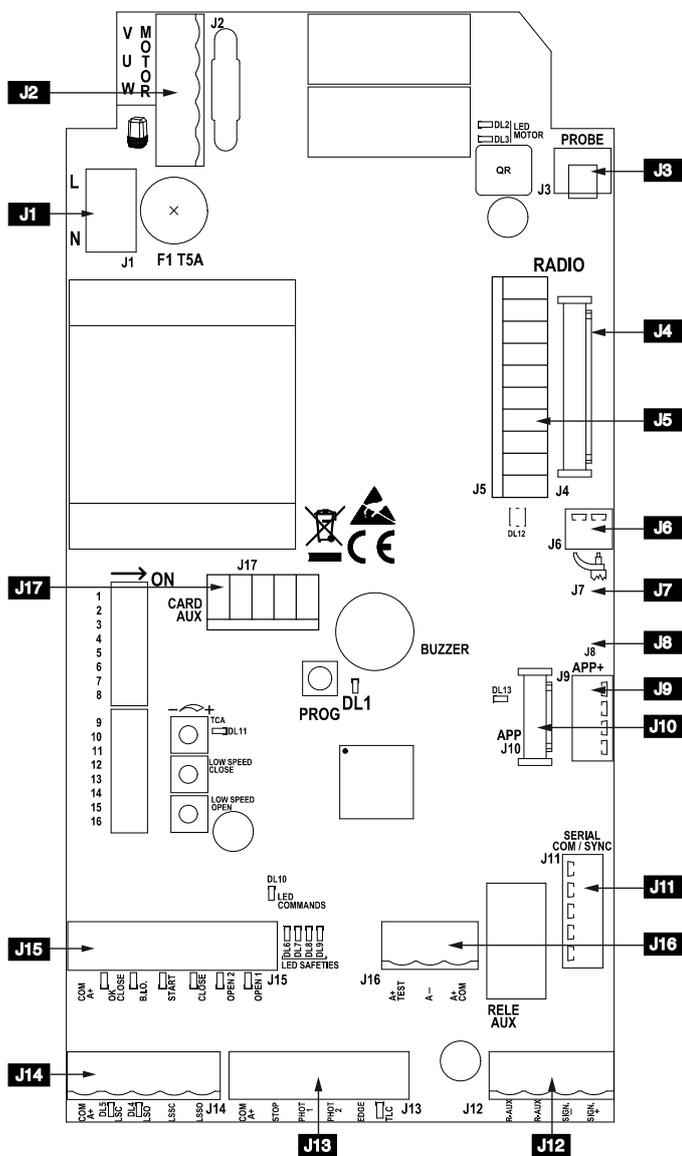 J2
V U W
MOTOR
J2
DL2
DL3
LED MOTOR
PROBE
QR
J3
J3
L
N
J1
J1
F1 T5A
RADIO
J4
J5
J5
J4
DL12
J6
J6
J7
J7
J8
J8
ON
J17
J17
CARD AUX
BUZZER
PROG
DL1
1
2
3
4
5
6
7
8
9
10
11
12
13
14
15
16
- +
TCA
DL11
LOW SPEED
CLOSE
LOW SPEED
OPEN
APP+
J9
J9
DL13
APP
J10
J10
SERIAL
COM / SYNC
J11
J11
DL10
LED
COMMANDS
DL6
DL7
DL8
DL9
LED SAFETIES
J15
J15
COM A+
OK CLOSE
B.I.O.
START
CLOSE
OPEN 2
OPEN 1
J16
J16
A+ TEST
A –
A+ COM
RELE
AUX
J14
J14
COM A+
DL5
LSC
DL4
LSO
LSSC
LSSO
COM A+
STOP
PHOT 1
PHOT 2
EDGE
TLC
J13
J13
J12
R-AUX
R-AUX
SIGN. –
SIGN. +
J12
CE